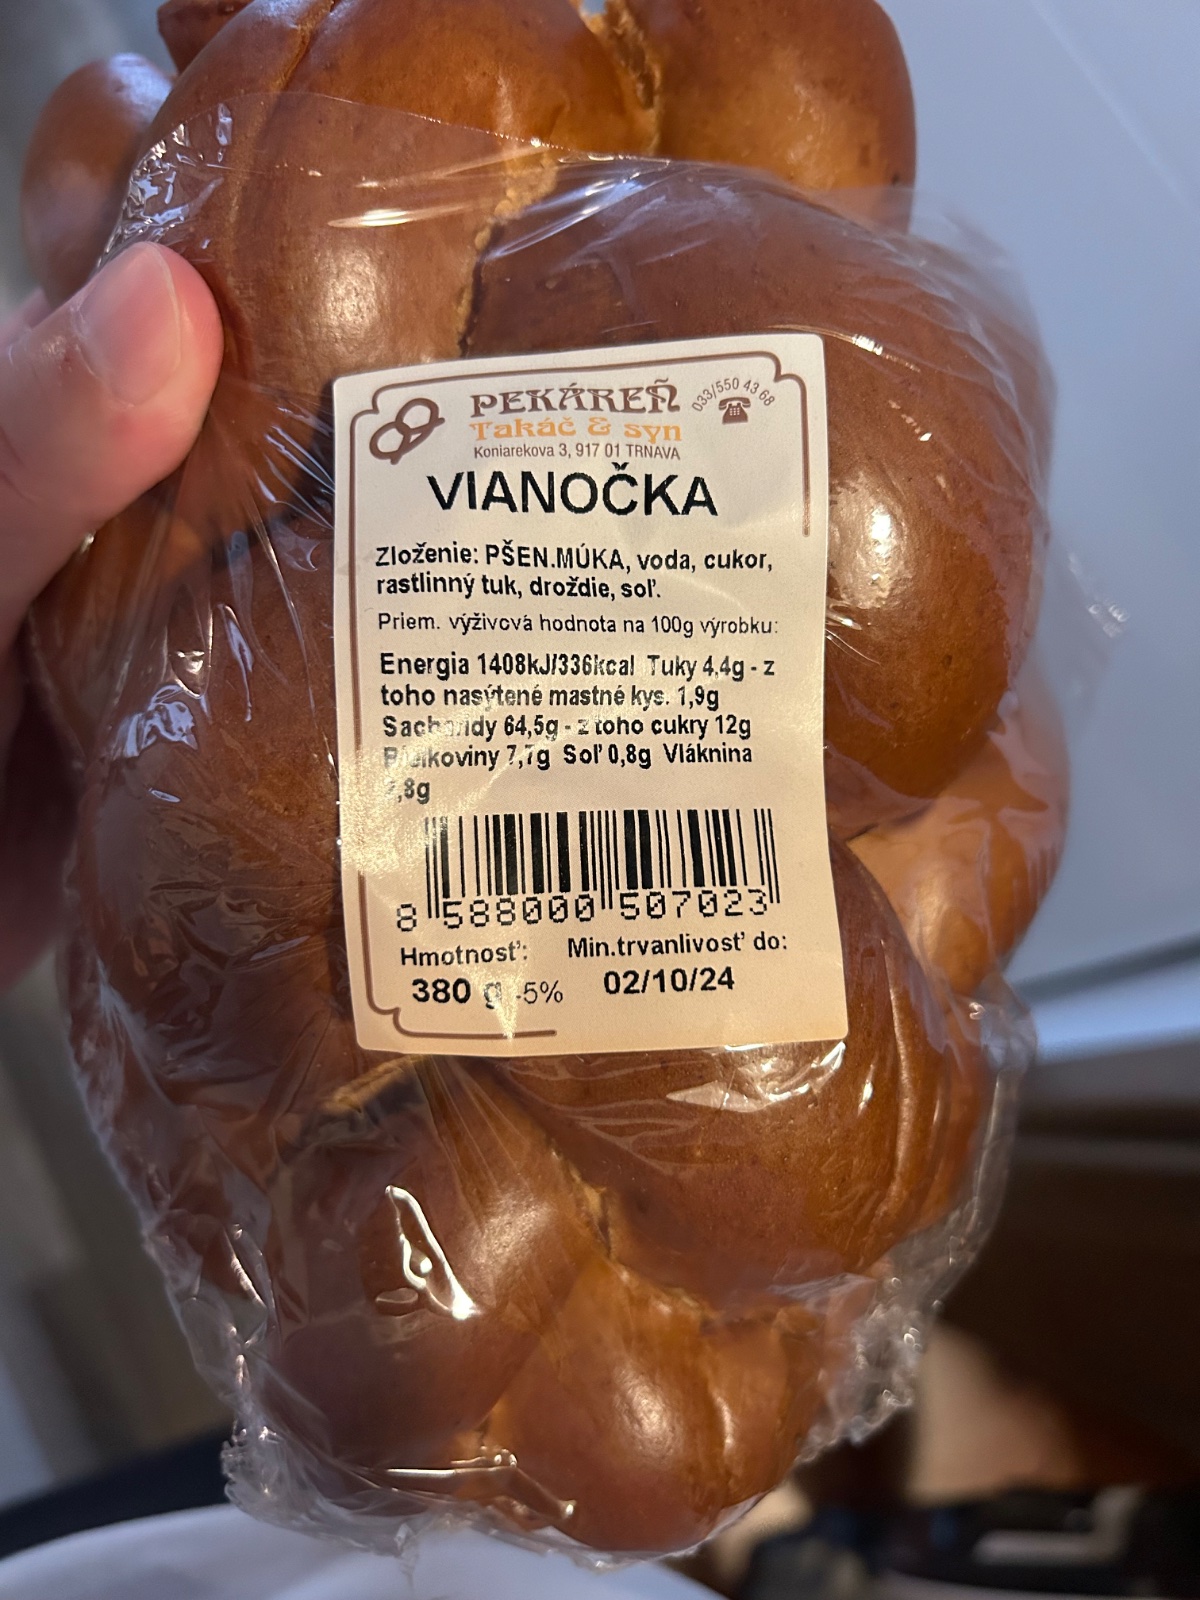 PEKÁREŇ
033/550 43 68
Takáč & syn
Koniarekova 3, 917 01 TRNAVA
VIANOČKA
Zloženie: PŠEN.MÚKA, voda, cukor,
rastlinný tuk, droždie, soľ.
Priem. výživová hodnota na 100g výrobku:
Energia 1408kJ/336kcal Tuky 4,4g - z
toho nasýtené mastné kys. 1,9g
Sacharidy 64,5g - z toho cukry 12g
Bielkoviny 7,7g Soľ 0,8g Vláknina
8 588000 507023
Hmotnosť: Min.trvanlivosť do:
380 g -5% 02/10/24